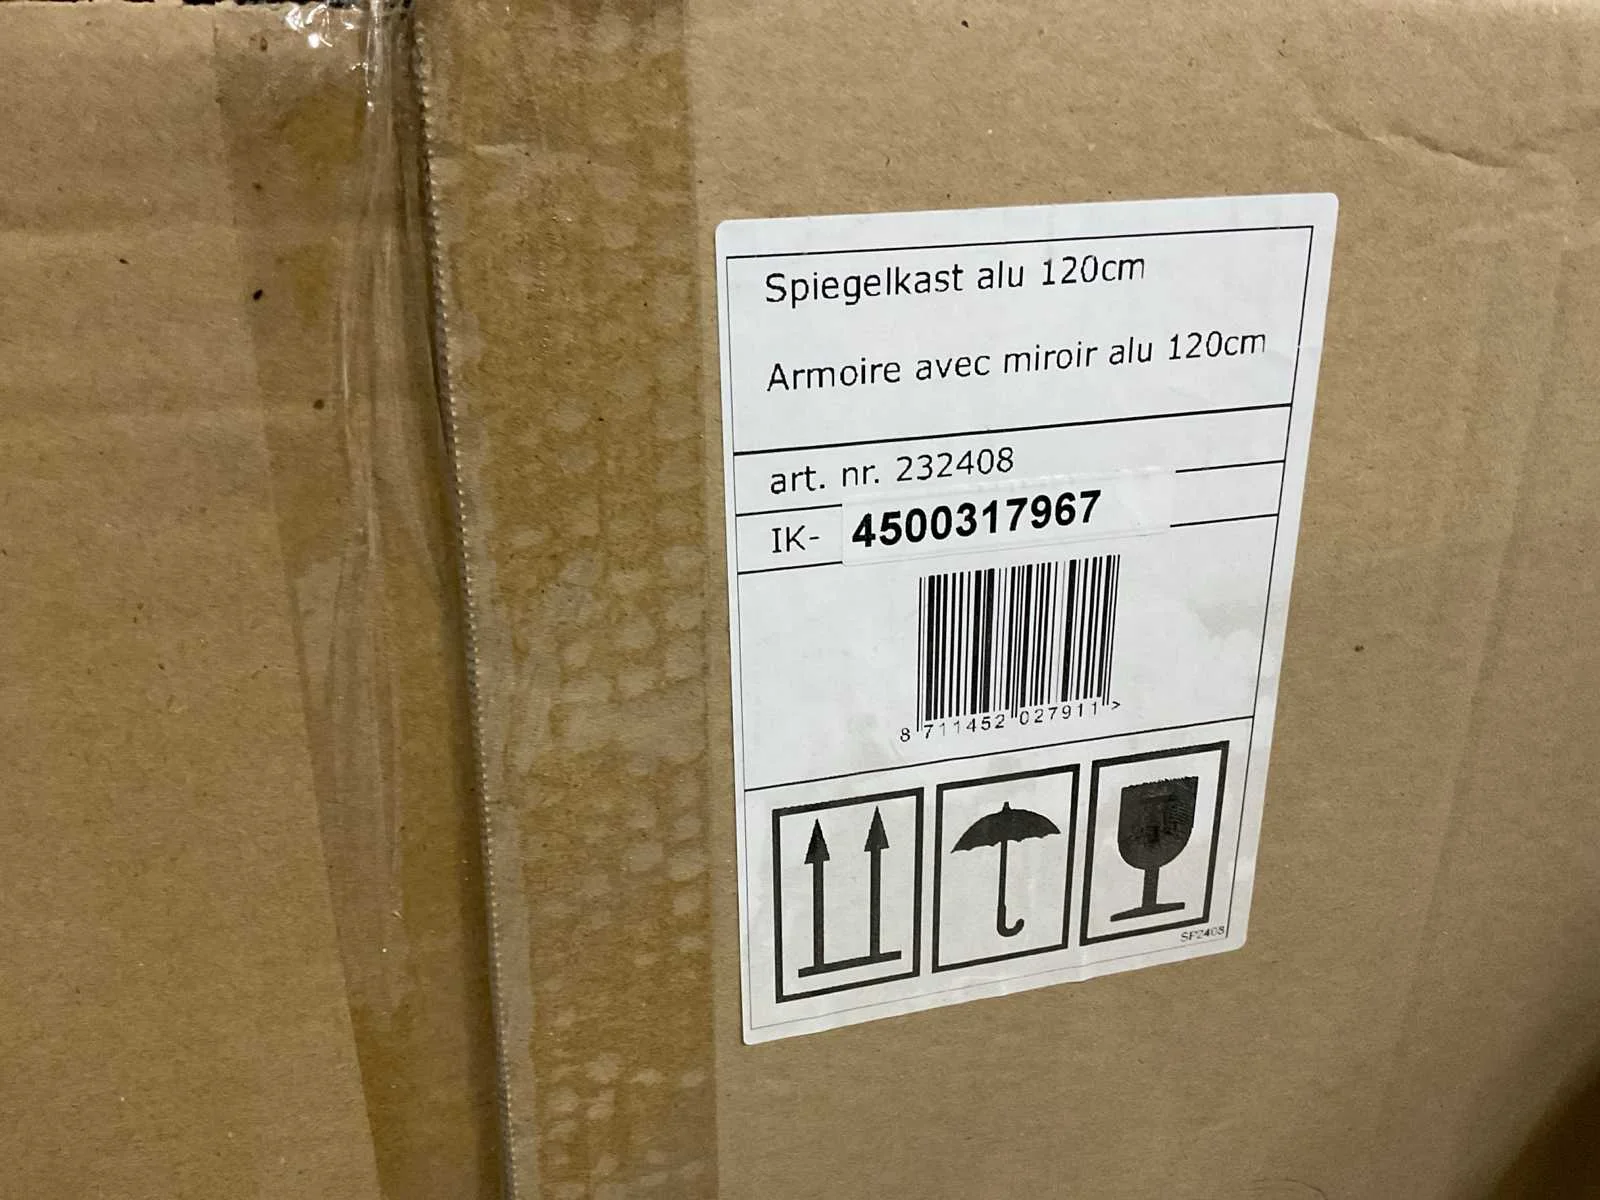 Spiegelkast alu 120cm
Armoire avec miroir alu 120cm
art. nr. 232408
IK- 4500317967
8 711452 027911 >
SP2408